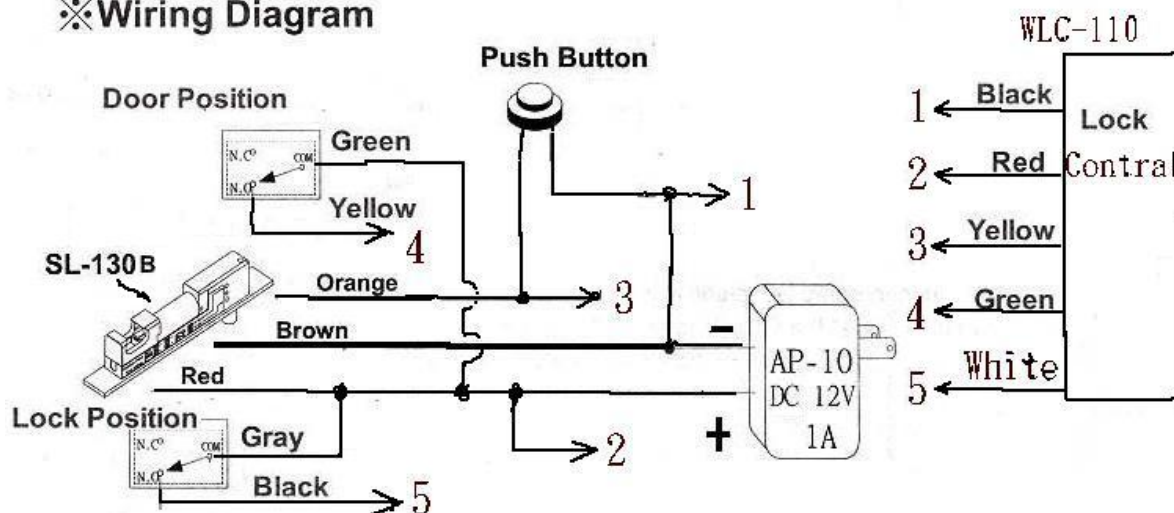 ※Wiring Diagram
WLC-110
Push Button
Door Position
N.C
COM
N.O
Green
Yellow
4
SL-130B
Orange
3
1
Brown
-
Red
AP-10
DC 12V
1A
+
2
Lock Position
N.C
COM
N.O
Gray
Black
5
1
Black
Lock
Contral
2
Red
3
Yellow
4
Green
5
White